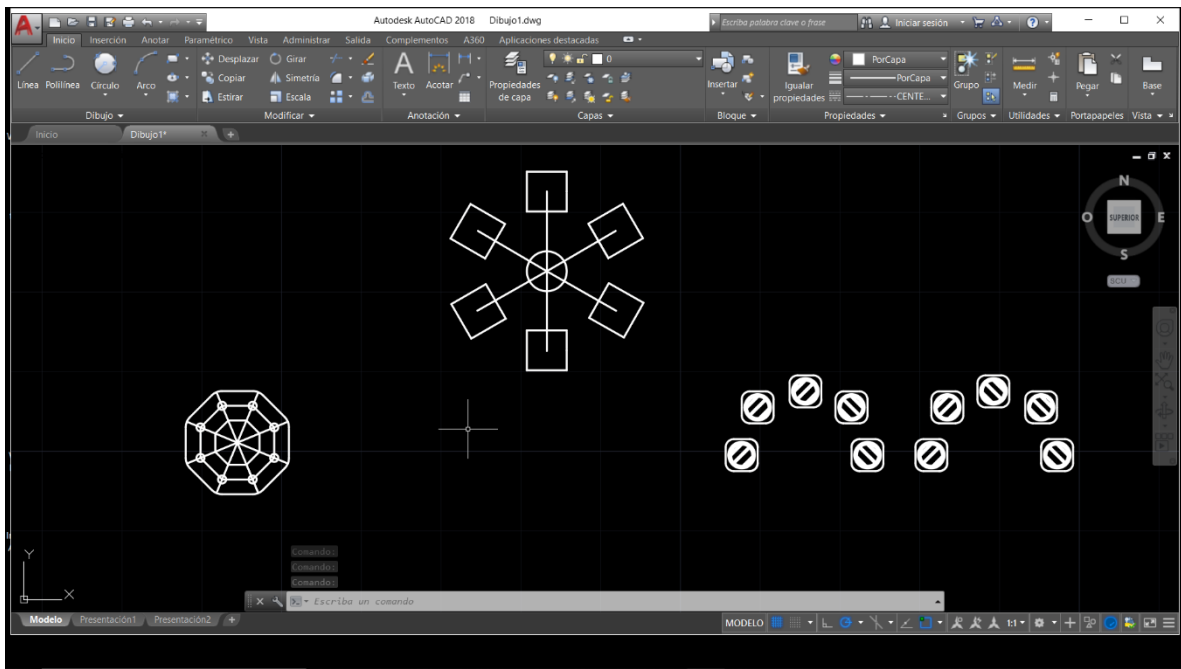 Autodesk AutoCAD 2018 Dibujo1.dwg
Escriba palabra clave o frase
Iniciar sesión
Inicio Inserción Anotar Paramétrico Vista Administrar Salida Complementos A360 Aplicaciones destacadas
Línea Polilínea Círculo Arco
Desplazar Girar
Copiar Simetría
Estirar Escala
Texto Acotar
Propiedades de capa
0
Insertar
Igualar propiedades
PorCapa
PorCapa
CENTE...
Grupo
Medir
Pegar
Base
Dibujo Modificar Anotación Capas Bloque Propiedades Grupos Utilidades Portapapeles Vista
Inicio Dibujo1*
N
O SUPERIOR E
S
SCU
Y
X
Comando:
Comando:
Comando:
Escriba un comando
Modelo Presentación1 Presentación2 +
MODELO 1:1